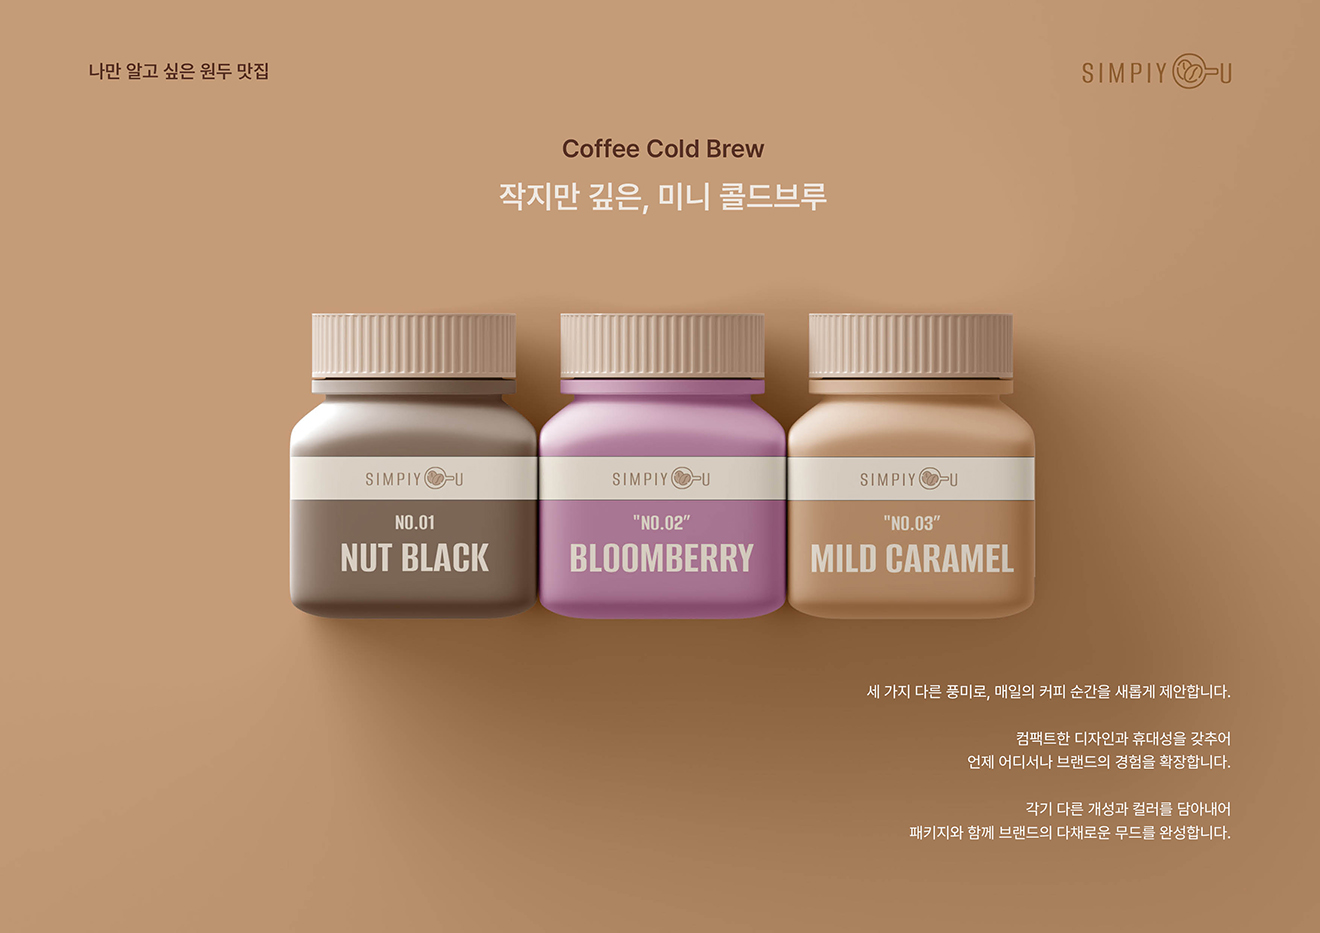 나만 알고 싶은 원두 맛집
SIMPIY U
Coffee Cold Brew
작지만 깊은, 미니 콜드브루
SIMPIY U
NO.01
NUT BLACK
SIMPIY U
"NO.02”
BLOOMBERRY
SIMPIY U
"NO.03”
MILD CARAMEL
세 가지 다른 풍미로, 매일의 커피 순간을 새롭게 제안합니다.
컴팩트한 디자인과 휴대성을 갖추어
언제 어디서나 브랜드의 경험을 확장합니다.
각기 다른 개성과 컬러를 담아내어
패키지와 함께 브랜드의 다채로운 무드를 완성합니다.